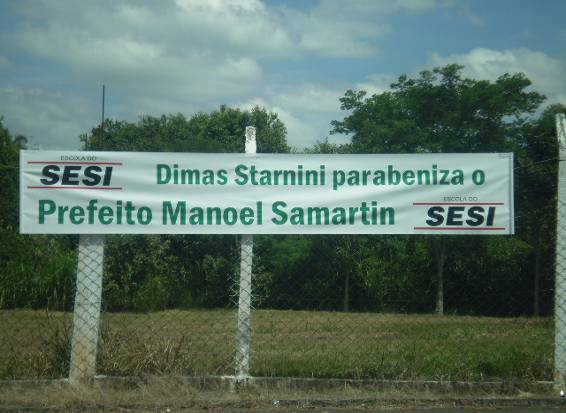 ESCOLA DO
SESI
Dimas Starnini parabeniza o
Prefeito Manoel Samartin
ESCOLA DO
SESI